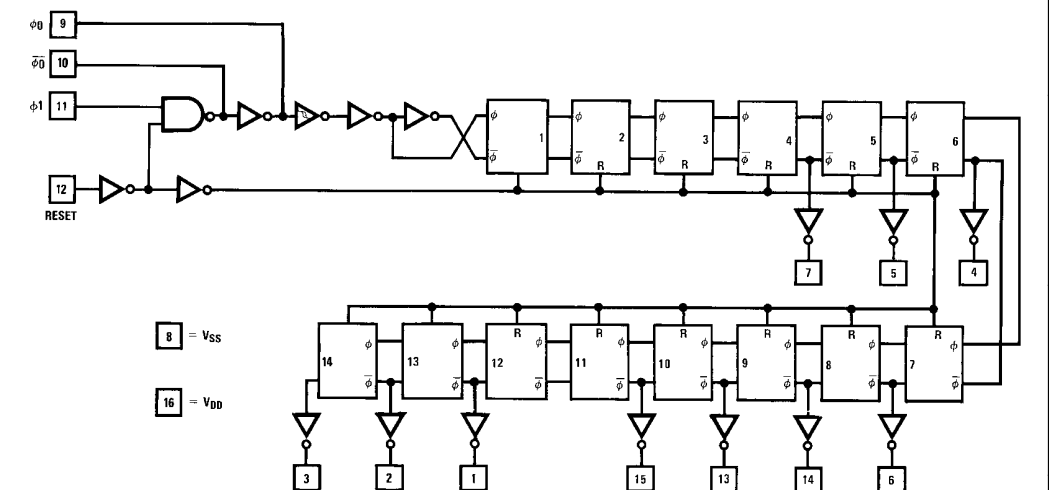 ϕ0 9
ϕ̅0̅ 10
ϕ1 11
12
RESET
ϕ ϕ̅ 1
ϕ ϕ̅ R 2
ϕ ϕ̅ R 3
ϕ ϕ̅ R 4
ϕ ϕ̅ R 5
ϕ ϕ̅ R 6
7 5 4
8 = VSS
16 = VDD
14
ϕ ϕ̅ 13
R ϕ ϕ̅ 12
R ϕ ϕ̅ 11
R ϕ ϕ̅ 10
R ϕ ϕ̅ 9
R ϕ ϕ̅ 8
R ϕ ϕ̅ 7
3 2 1 15 13 14 6